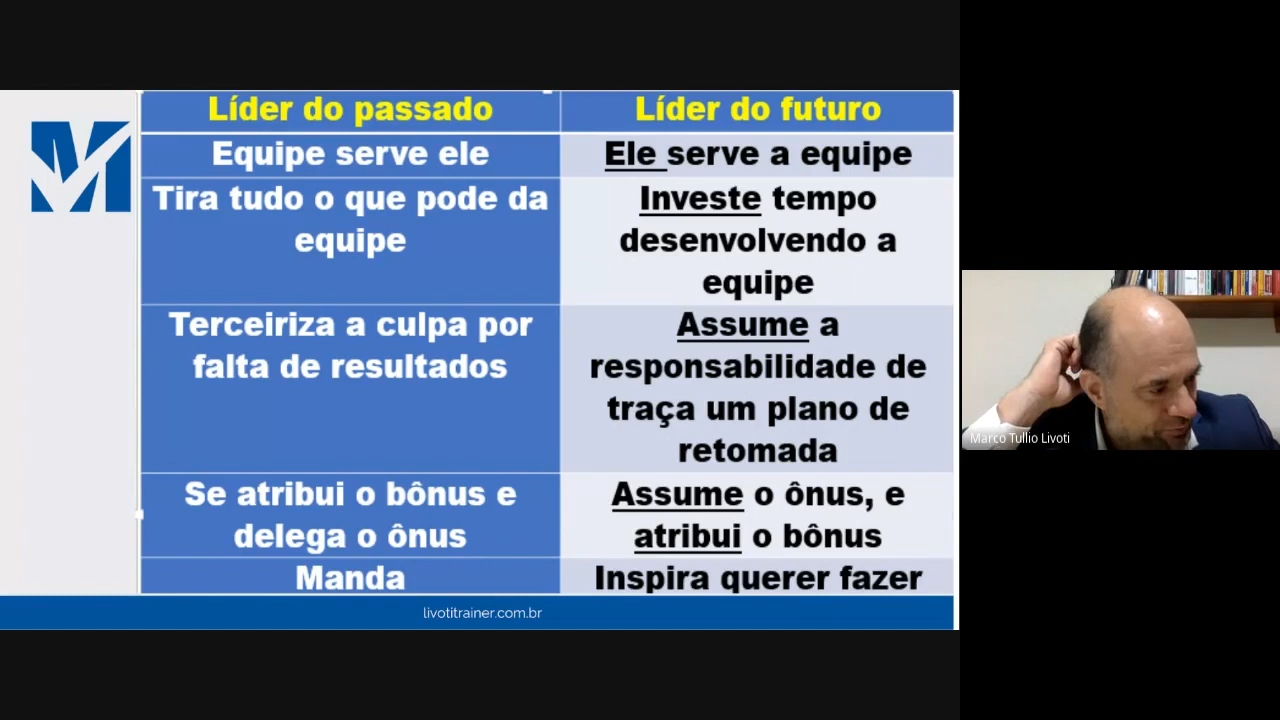 Líder do passado
Líder do futuro
Equipe serve ele
Ele serve a equipe
Tira tudo o que pode da
equipe
Investe tempo
desenvolvendo a
equipe
Terceiriza a culpa por
falta de resultados
Assume a
responsabilidade de
traça um plano de
retomada
Se atribui o bônus e
delega o ônus
Assume o ônus, e
atribui o bônus
Manda
Inspira querer fazer
livotitrainer.com.br
Marco Tullio Livoti